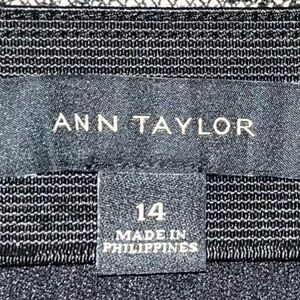 ANN TAYLOR
14
MADE IN
PHILIPPINES